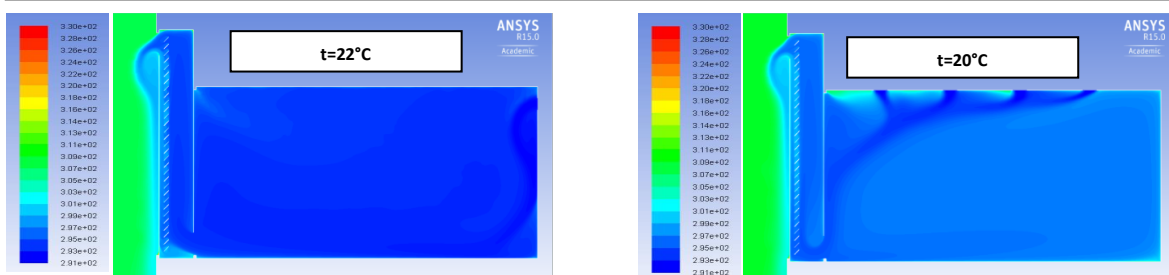 3.30e+02
3.28e+02
3.26e+02
3.24e+02
3.22e+02
3.20e+02
3.18e+02
3.16e+02
3.14e+02
3.13e+02
3.11e+02
3.09e+02
3.07e+02
3.05e+02
3.03e+02
3.01e+02
2.99e+02
2.97e+02
2.95e+02
2.93e+02
2.91e+02
t=22°C
ANSYS
R15.0
Academic
3.30e+02
3.28e+02
3.26e+02
3.24e+02
3.22e+02
3.20e+02
3.18e+02
3.16e+02
3.14e+02
3.13e+02
3.11e+02
3.09e+02
3.07e+02
3.05e+02
3.03e+02
3.01e+02
2.99e+02
2.97e+02
2.95e+02
2.93e+02
2.91e+02
t=20°C
ANSYS
R15.0
Academic